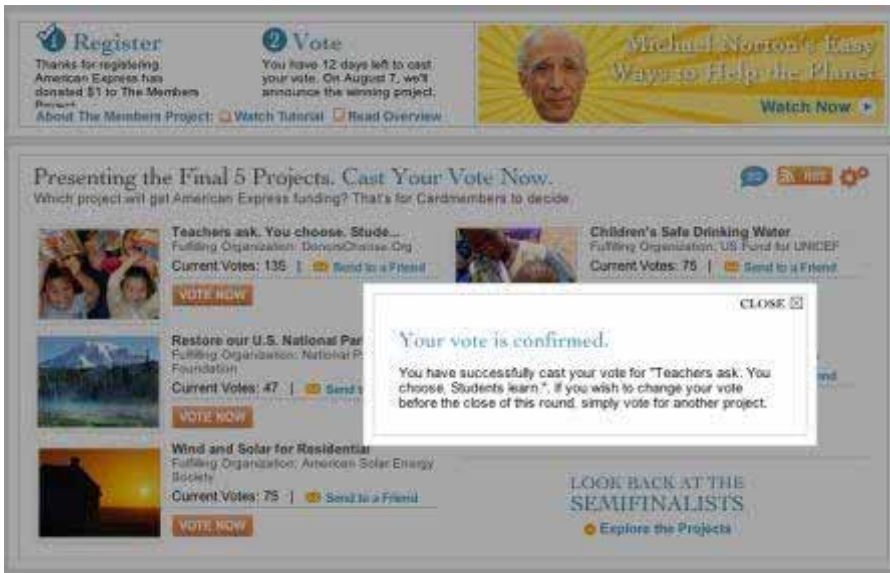 1 Register
Thanks for registering.
American Express has
donated $1 to The Members
2 Vote
You have 12 days left to cast
your vote. On August 7, we'll
announce the winning project.
About The Members Project: Watch Tutorial Read Overview
Michael Norton's Easy
Ways to Help the Planet
Watch Now
Presenting the Final 5 Projects. Cast Your Vote Now.
Which project will get American Express funding? That's for Cardmembers to decide.
RSS
Teachers ask. You choose. Stude...
Fulfilling Organization: DonorsChoose.Org
Current Votes: 135 | Send to a Friend
VOTE NOW
Children's Safe Drinking Water
Fulfilling Organization: US Fund for UNICEF
Current Votes: 75 | Send to a Friend
Restore our U.S. National Par
Fulfilling Organization: National P
Foundation
Current Votes: 47 | Send t
VOTE NOW
CLOSE
Your vote is confirmed.
You have successfully cast your vote for "Teachers ask. You
choose, Students learn.". If you wish to change your vote
before the close of this round, simply vote for another project.
Wind and Solar for Residential
Fulfilling Organization: American Solar Energy
Society
Current Votes: 75 | Send to a Friend
VOTE NOW
LOOK BACK AT THE
SEMIFINALISTS
Explore the Projects